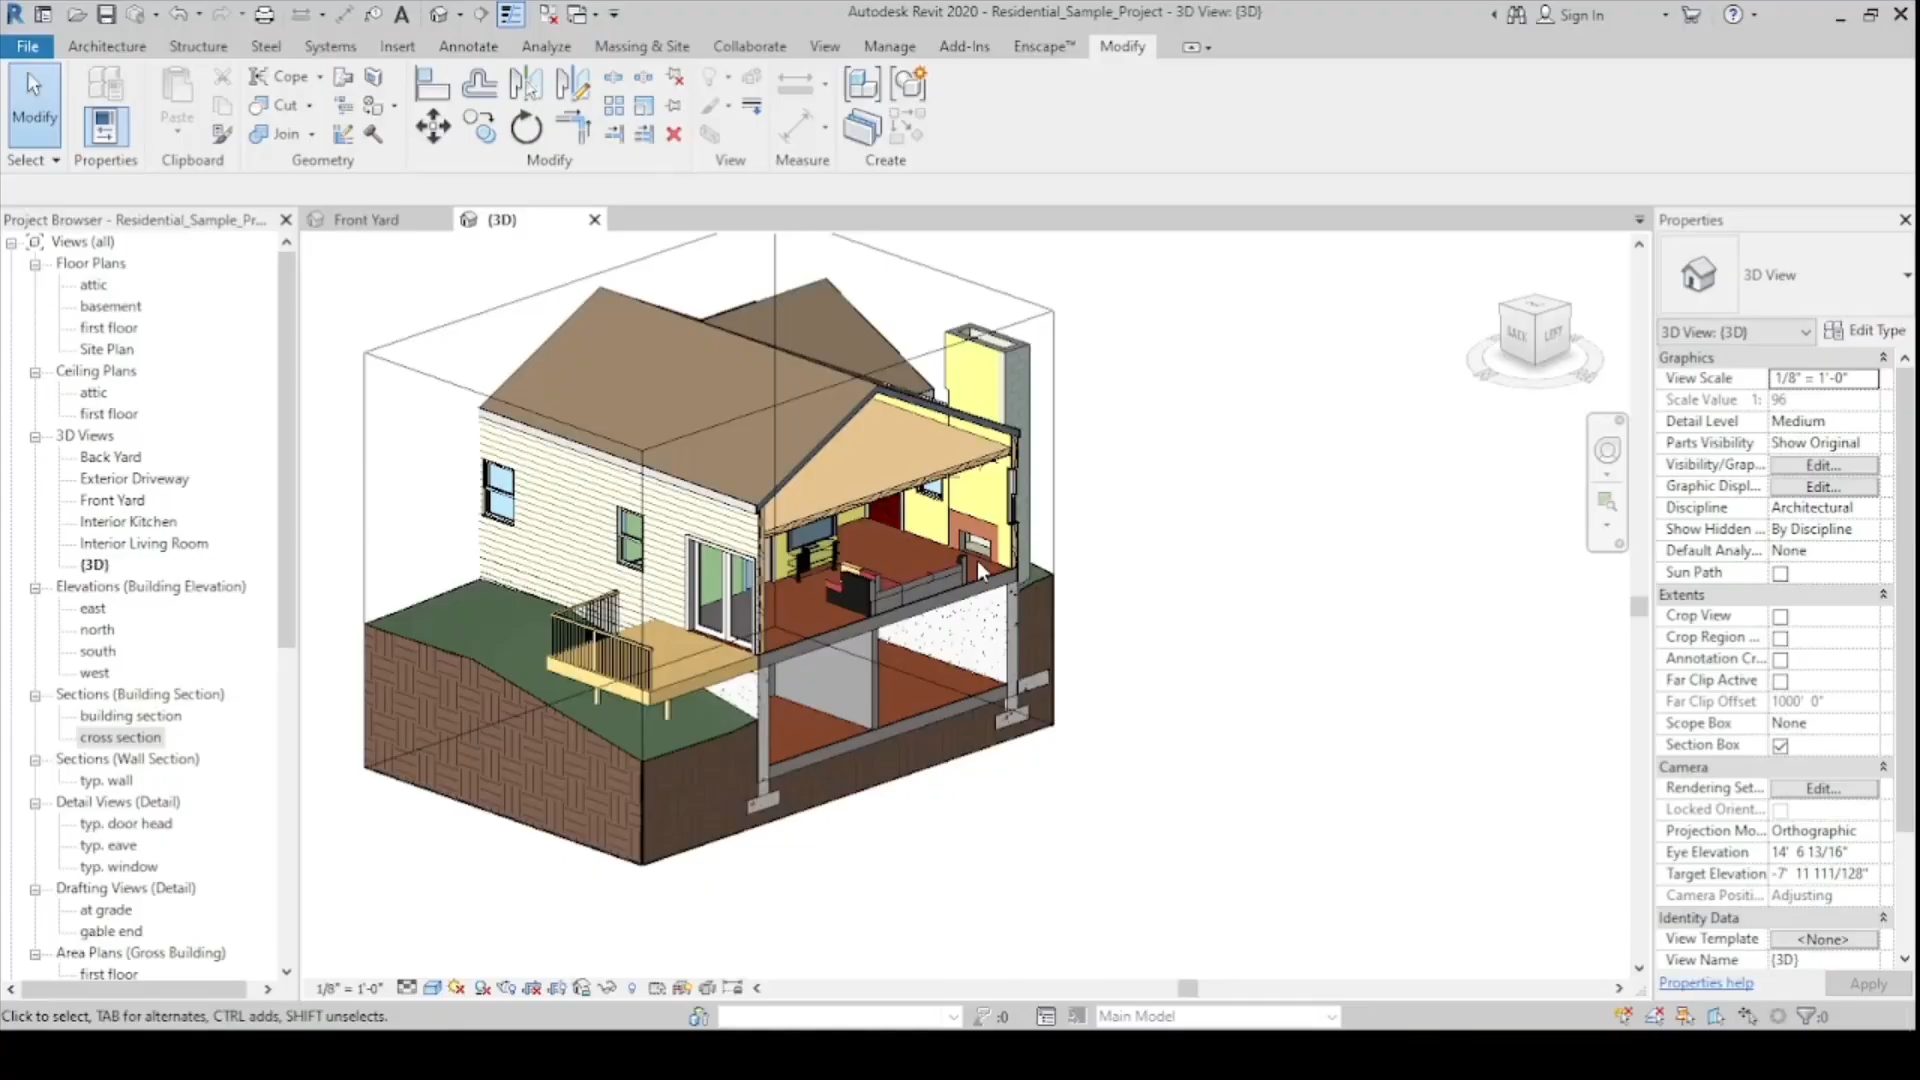 Autodesk Revit 2020 - Residential_Sample_Project - 3D View: {3D}
Sign In
File Architecture Structure Steel Systems Insert Annotate Analyze Massing & Site Collaborate View Manage Add-Ins Enscape™ Modify
Modify
Paste
Cope
Cut
Join
Select Properties Clipboard Geometry Modify View Measure Create
Project Browser - Residential_Sample_Pr...
Views (all)
Floor Plans
attic
basement
first floor
Site Plan
Ceiling Plans
attic
first floor
3D Views
Back Yard
Exterior Driveway
Front Yard
Interior Kitchen
Interior Living Room
{3D}
Elevations (Building Elevation)
east
north
south
west
Sections (Building Section)
building section
cross section
Sections (Wall Section)
typ. wall
Detail Views (Detail)
typ. door head
typ. eave
typ. window
Drafting Views (Detail)
at grade
gable end
Area Plans (Gross Building)
first floor
Front Yard
{3D}
BACK LEFT
Properties
3D View
3D View: {3D} Edit Type
Graphics
View Scale 1/8" = 1'-0"
Scale Value 1: 96
Detail Level Medium
Parts Visibility Show Original
Visibility/Grap... Edit...
Graphic Displ... Edit...
Discipline Architectural
Show Hidden ... By Discipline
Default Analy... None
Sun Path
Extents
Crop View
Crop Region ...
Annotation Cr...
Far Clip Active
Far Clip Offset 1000' 0"
Scope Box None
Section Box
Camera
Rendering Set... Edit...
Locked Orient...
Projection Mo... Orthographic
Eye Elevation 14' 6 13/16"
Target Elevation -7' 11 111/128"
Camera Positi... Adjusting
Identity Data
View Template <None>
View Name {3D}
Properties help Apply
1/8" = 1'-0"
Click to select, TAB for alternates, CTRL adds, SHIFT unselects.
:0
Main Model
:0